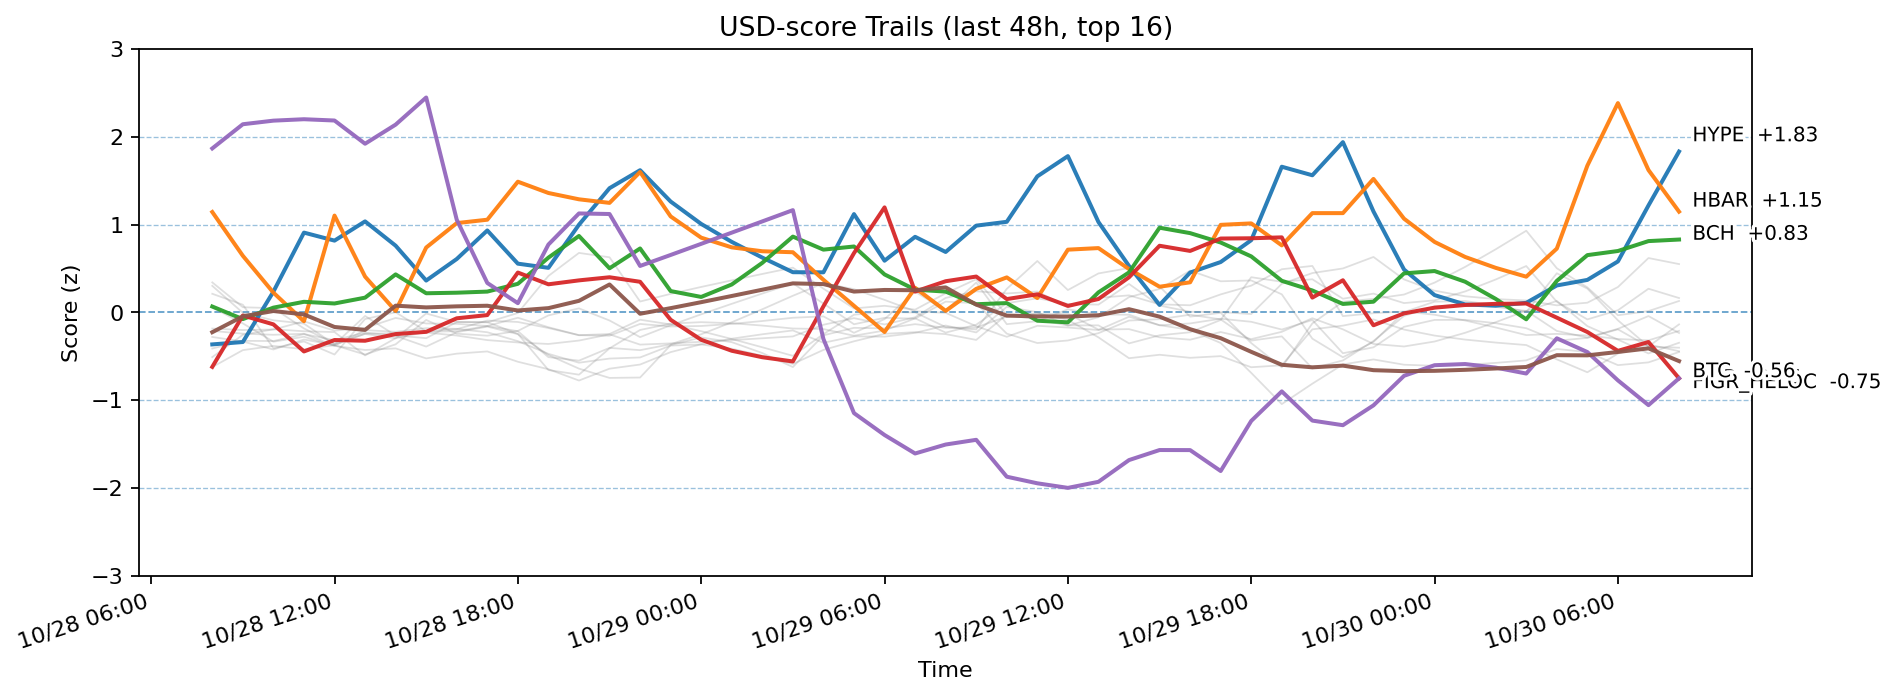 USD-score Trails (last 48h, top 16)
3
2
1
0
−1
−2
−3
Score (z)
HYPE +1.83
HBAR +1.15
BCH +0.83
BTC -0.56
FIGR_HELOC -0.75
10/28 06:00
10/28 12:00
10/28 18:00
10/29 00:00
10/29 06:00
10/29 12:00
10/29 18:00
10/30 00:00
10/30 06:00
Time